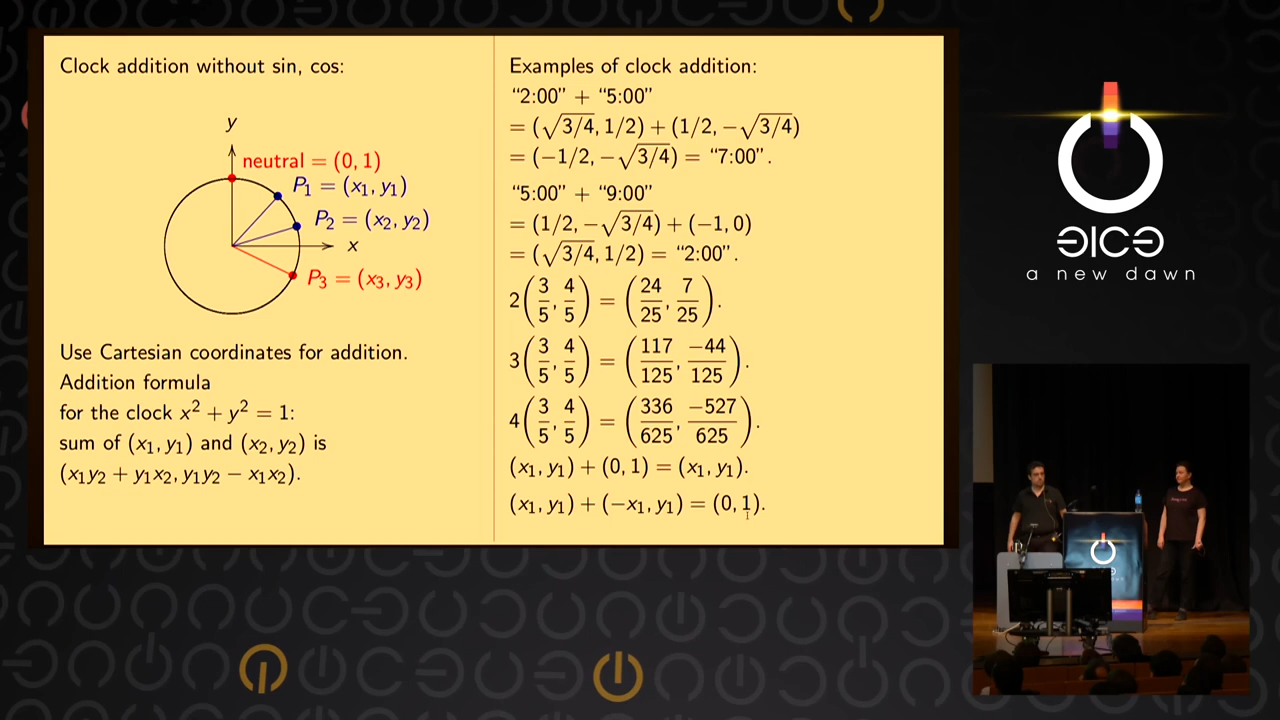 Clock addition without sin, cos:
y
neutral = (0, 1)
P₁ = (x₁, y₁)
P₂ = (x₂, y₂)
x
P₃ = (x₃, y₃)
Use Cartesian coordinates for addition.
Addition formula
for the clock x² + y² = 1:
sum of (x₁, y₁) and (x₂, y₂) is
(x₁y₂ + y₁x₂, y₁y₂ − x₁x₂).
Examples of clock addition:
“2:00” + “5:00”
= (√3/4, 1/2) + (1/2, −√3/4)
= (−1/2, −√3/4) = “7:00”.
“5:00” + “9:00”
= (1/2, −√3/4) + (−1, 0)
= (√3/4, 1/2) = “2:00”.
2(3/5, 4/5) = (24/25, 7/25).
3(3/5, 4/5) = (117/125, −44/125).
4(3/5, 4/5) = (336/625, −527/625).
(x₁, y₁) + (0, 1) = (x₁, y₁).
(x₁, y₁) + (−x₁, y₁) = (0, 1).
a new dawn